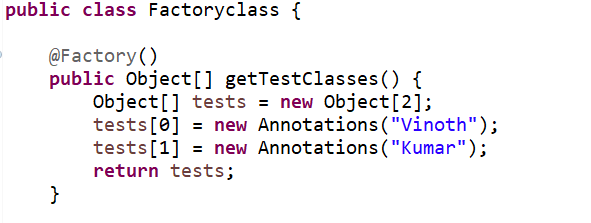 public class Factoryclass {
@Factory()
public Object[] getTestClasses() {
Object[] tests = new Object[2];
tests[0] = new Annotations("Vinoth");
tests[1] = new Annotations("Kumar");
return tests;
}